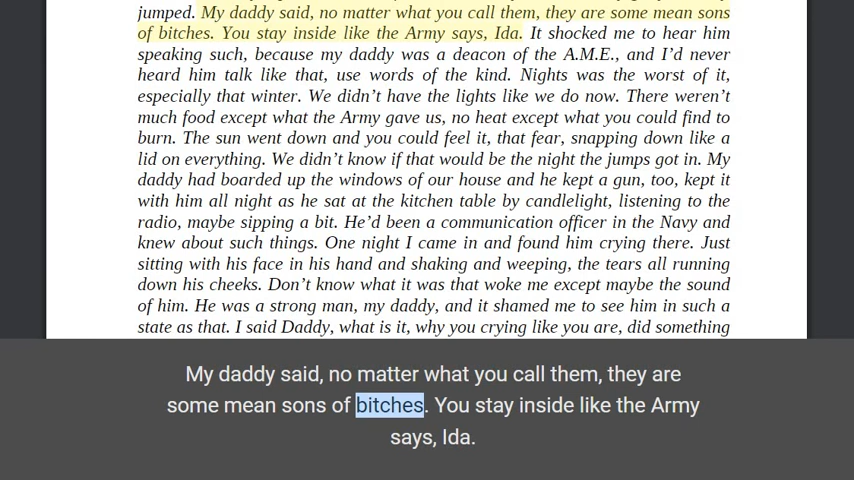 jumped. My daddy said, no matter what you call them, they are some mean sons
of bitches. You stay inside like the Army says, Ida. It shocked me to hear him
speaking such, because my daddy was a deacon of the A.M.E., and I’d never
heard him talk like that, use words of the kind. Nights was the worst of it,
especially that winter. We didn’t have the lights like we do now. There weren’t
much food except what the Army gave us, no heat except what you could find to
burn. The sun went down and you could feel it, that fear, snapping down like a
lid on everything. We didn’t know if that would be the night the jumps got in. My
daddy had boarded up the windows of our house and he kept a gun, too, kept it
with him all night as he sat at the kitchen table by candlelight, listening to the
radio, maybe sipping a bit. He’d been a communication officer in the Navy and
knew about such things. One night I came in and found him crying there. Just
sitting with his face in his hand and shaking and weeping, the tears all running
down his cheeks. Don’t know what it was that woke me except maybe the sound
of him. He was a strong man, my daddy, and it shamed me to see him in such a
state as that. I said Daddy, what is it, why you crying like you are, did something
My daddy said, no matter what you call them, they are
some mean sons of bitches. You stay inside like the Army
says, Ida.